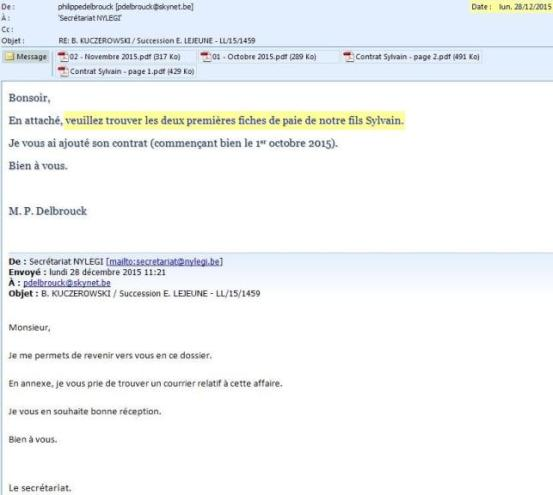 De : philippedelbrouck [pdelbrouck@skynet.be] Date : lun. 28/12/2015
À : 'Secrétariat NYLEGI'
Cc :
Objet : RE: B. KUCZEROWSKI / Succession E. LEJEUNE - LL/15/1459
Message 02 - Novembre 2015.pdf (317 Ko) 01 - Octobre 2015.pdf (289 Ko) Contrat Sylvain - page 2.pdf (491 Ko)
Contrat Sylvain - page 1.pdf (429 Ko)
Bonsoir,
En attaché, veuillez trouver les deux premières fiches de paie de notre fils Sylvain.
Je vous ai ajouté son contrat (commençant bien le 1er octobre 2015).
Bien à vous.
M. P. Delbrouck
De : Secrétariat NYLEGI [mailto:secretariat@nylegi.be]
Envoyé : lundi 28 décembre 2015 11:21
À : pdelbrouck@skynet.be
Objet : B. KUCZEROWSKI / Succession E. LEJEUNE - LL/15/1459
Monsieur,
Je me permets de revenir vers vous en ce dossier.
En annexe, je vous prie de trouver un courrier relatif à cette affaire.
Je vous en souhaite bonne réception.
Bien à vous.
Le secrétariat.